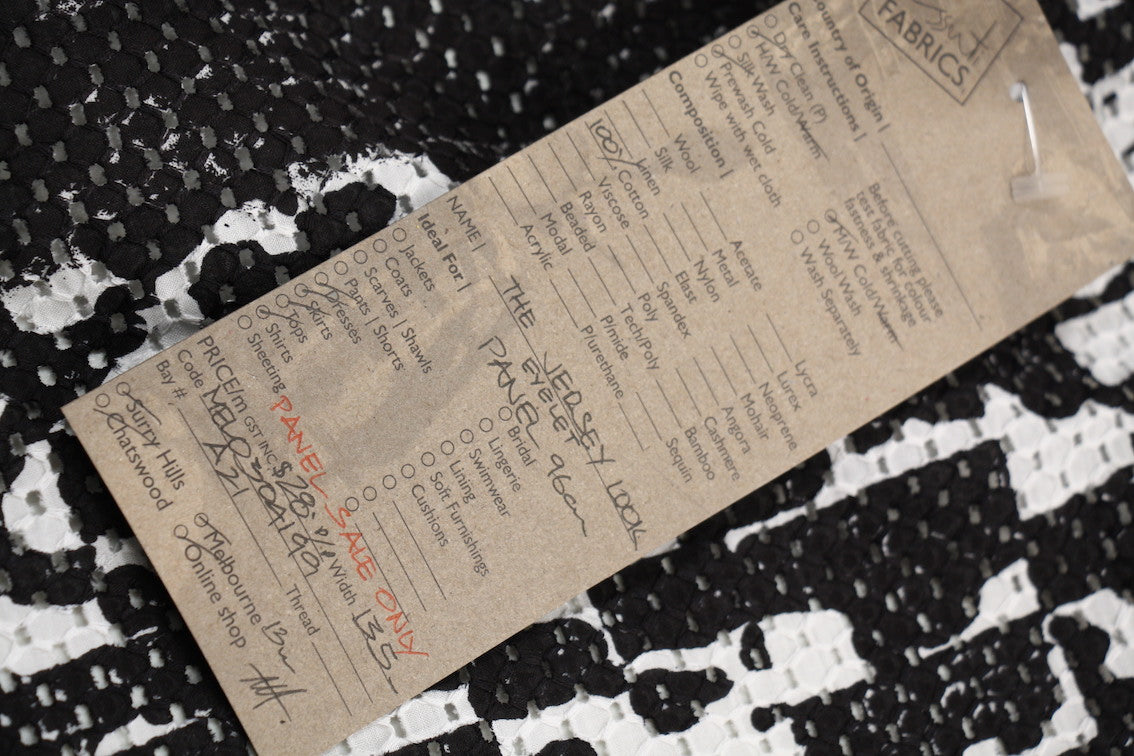 FABRICS
Country of Origin |
Care Instructions |
Dry Clean (P)
H/W Cold/Warm
Silk Wash
Prewash Cold
Wipe with wet cloth
Before cutting please
test fabric for colour
fastness & shrinkage
H/W Cold/Warm
Wool Wash
Wash Separately
Composition |
Wool
Silk
Linen
100% Cotton
Viscose
Rayon
Beaded
Modal
Acrylic
Acetate
Metal
Nylon
Elast
Spandex
Poly
Tech/Poly
P/mide
P/urethane
Lycra
Lurex
Neoprene
Mohair
Angora
Cashmere
Bamboo
Sequin
NAME | THE JERSEY LOOK
EYELET
PANEL 96cm
Ideal For |
Jackets
Coats
Scarves | Shawls
Pants | Shorts
Dresses
Skirts
Tops
Shirts
Sheeting
Bridal
Lingerie
Swimwear
Lining
Soft Furnishings
Cushions
PANEL SALE ONLY
PRICE/m GST INC. $28 Width 135
Code
Bay #: A21 Thread
Surry Hills
Chatswood
Melbourne
Online shop